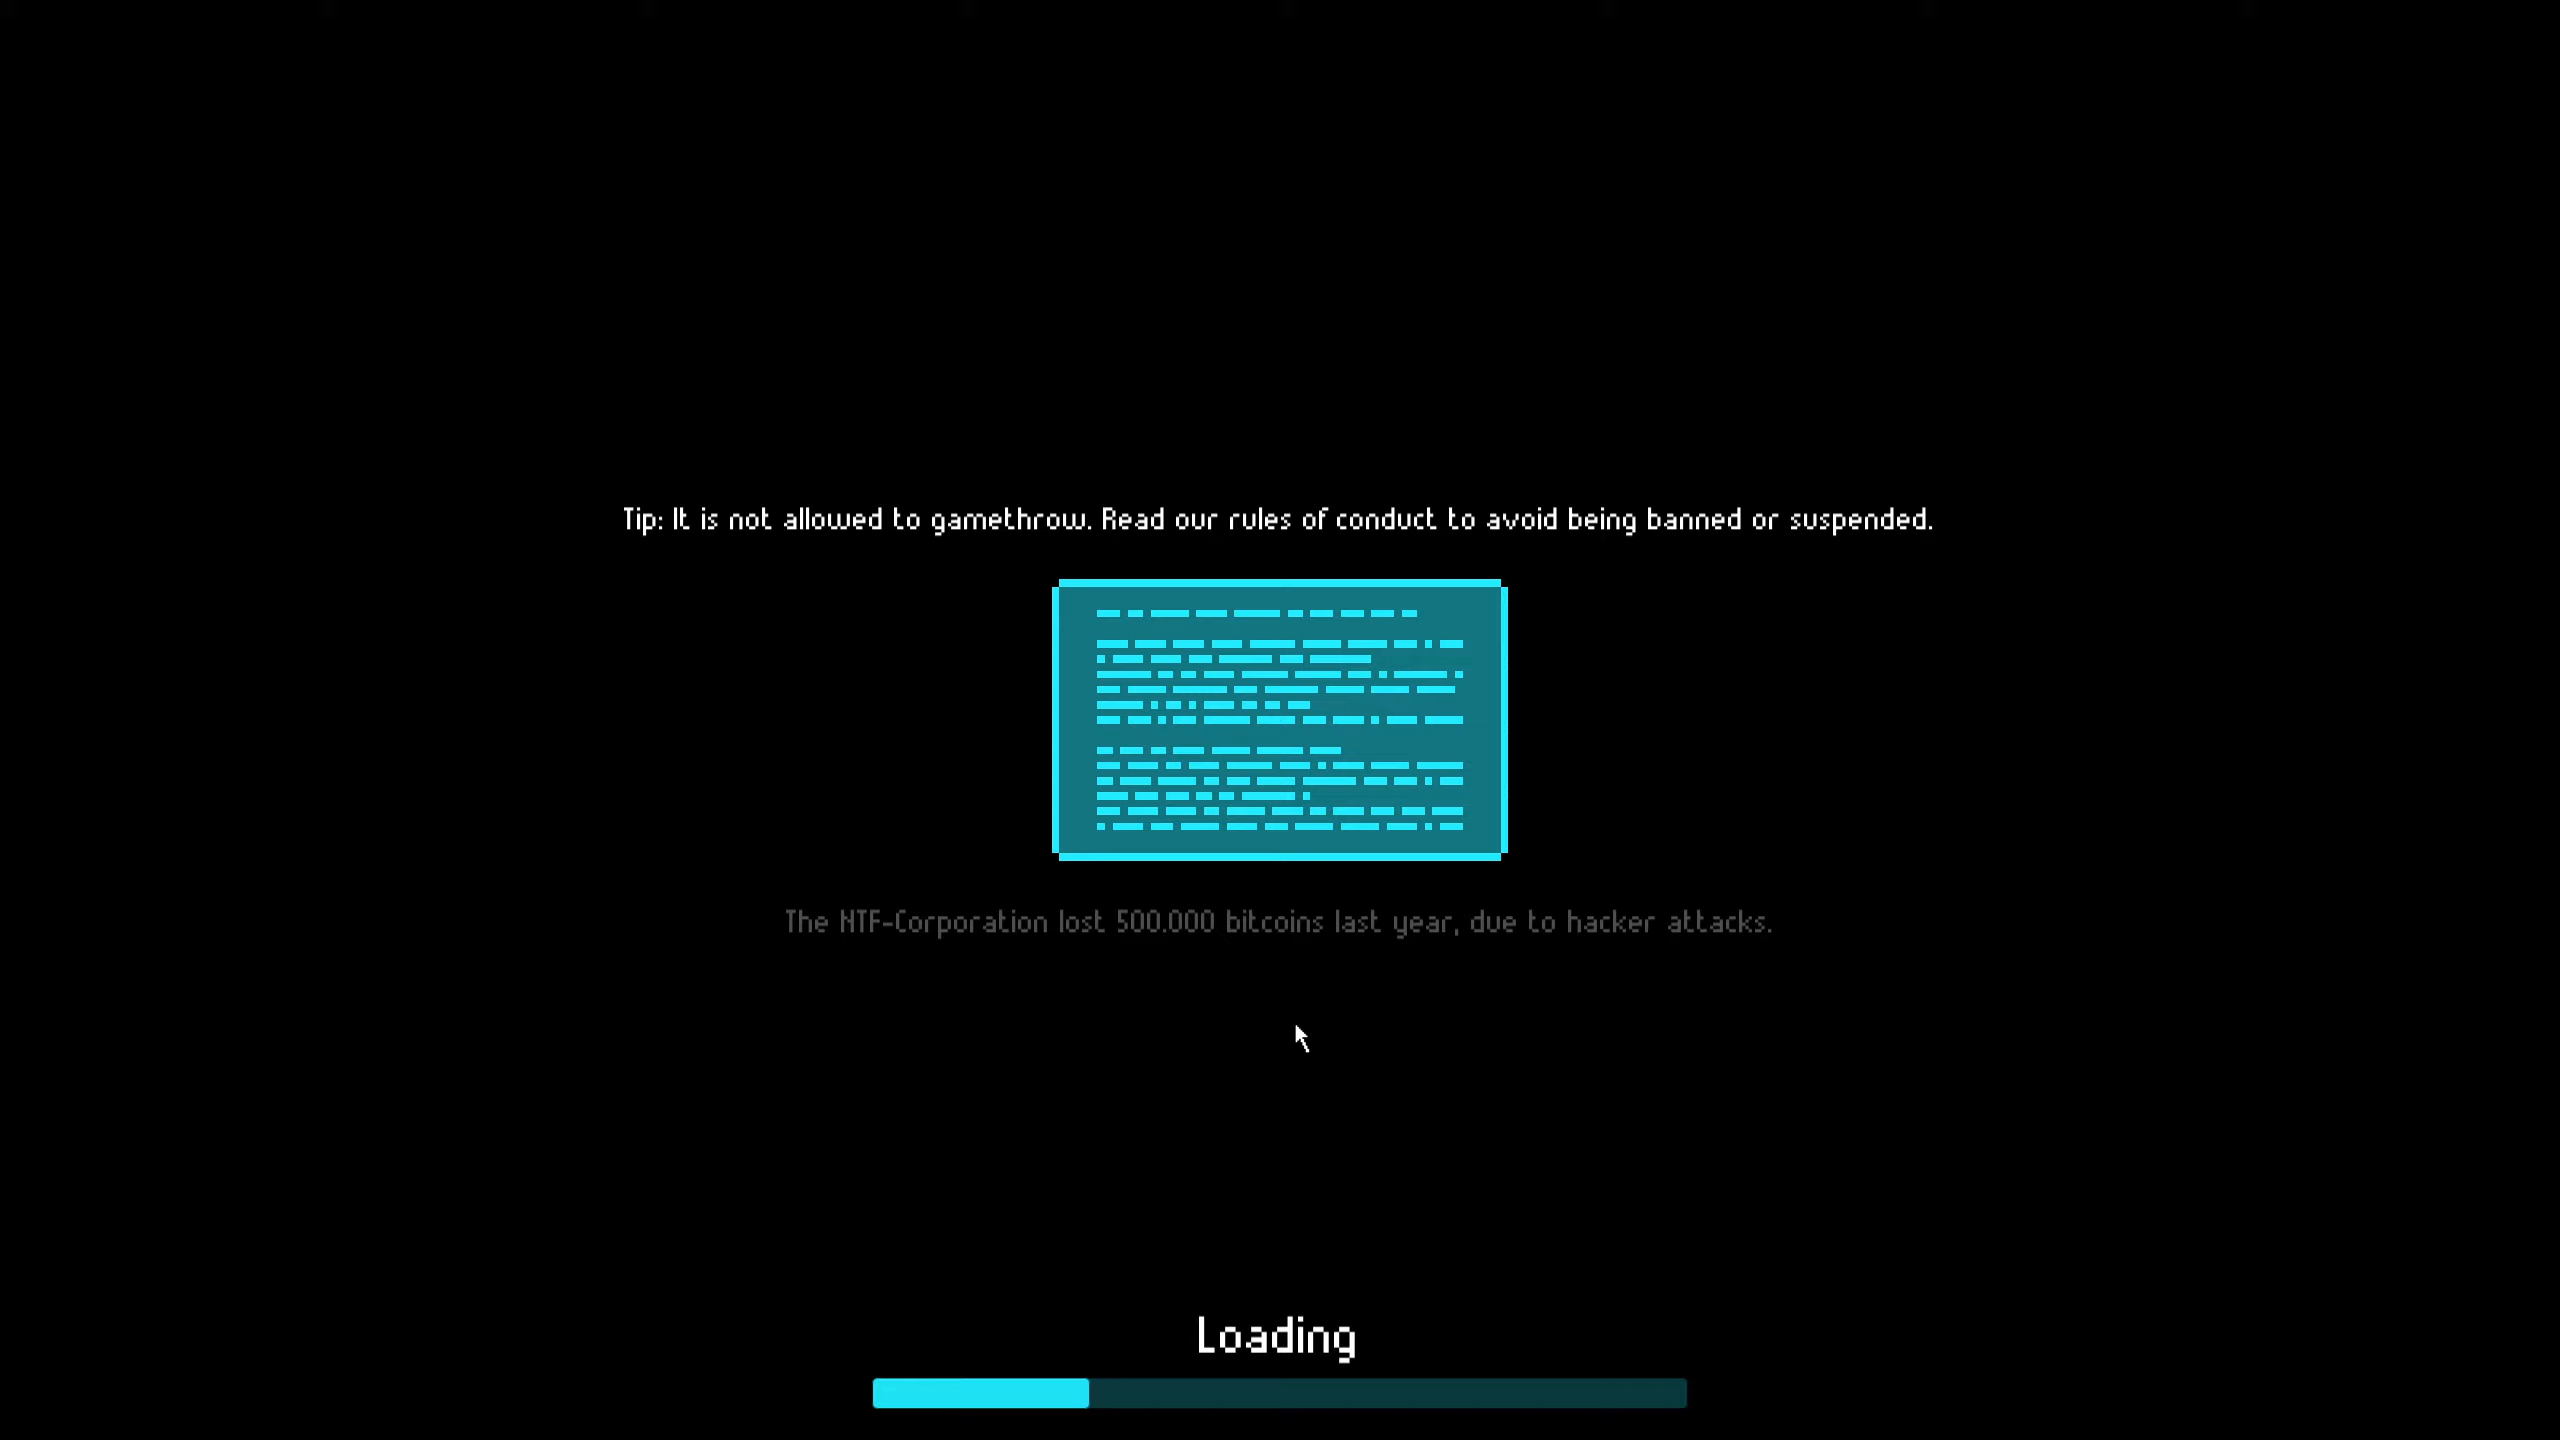 Tip: It is not allowed to gamethrow. Read our rules of conduct to avoid being banned or suspended.
The NTF-Corporation lost 500.000 bitcoins last year, due to hacker attacks.
Loading